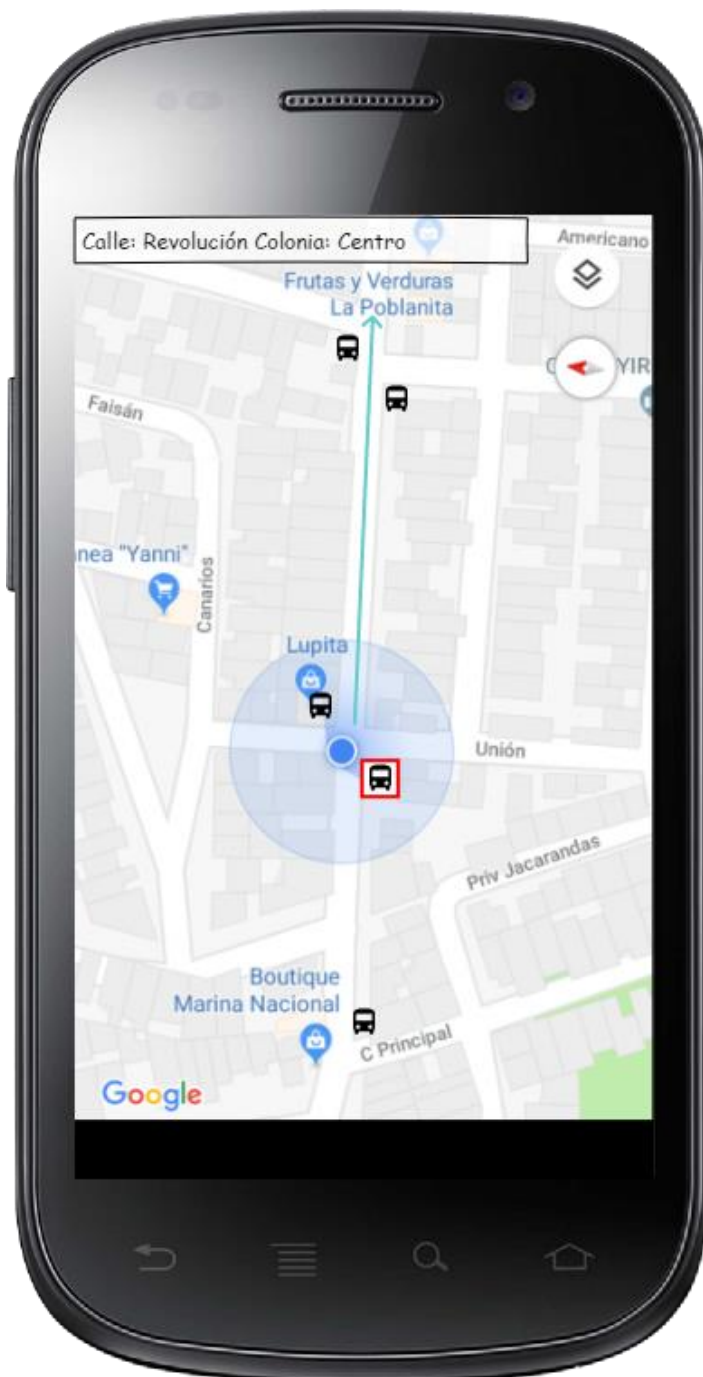 Calle: Revolución Colonia: Centro
Americano
Frutas y Verduras
La Poblanita
YIR
Faisán
nea "Yanni"
Canarios
Lupita
Unión
Priv Jacarandas
Boutique
Marina Nacional
C Principal
Google